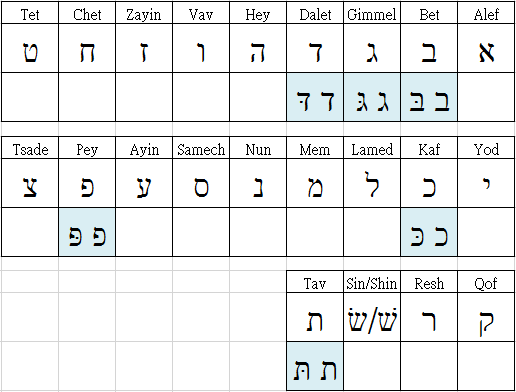 Tet Chet Zayin Vav Hey Dalet Gimmel Bet Alef
א ב ג ד ה ו ז ח ט
ב בּ ג גּ ד דּ
Tsade Pey Ayin Samech Nun Mem Lamed Kaf Yod
י כ ל מ נ ס ע פ צ
כ כּ פ פּ
Tav Sin/Shin Resh Qof
ק ר שׁ/שׂ ת
ת תּ